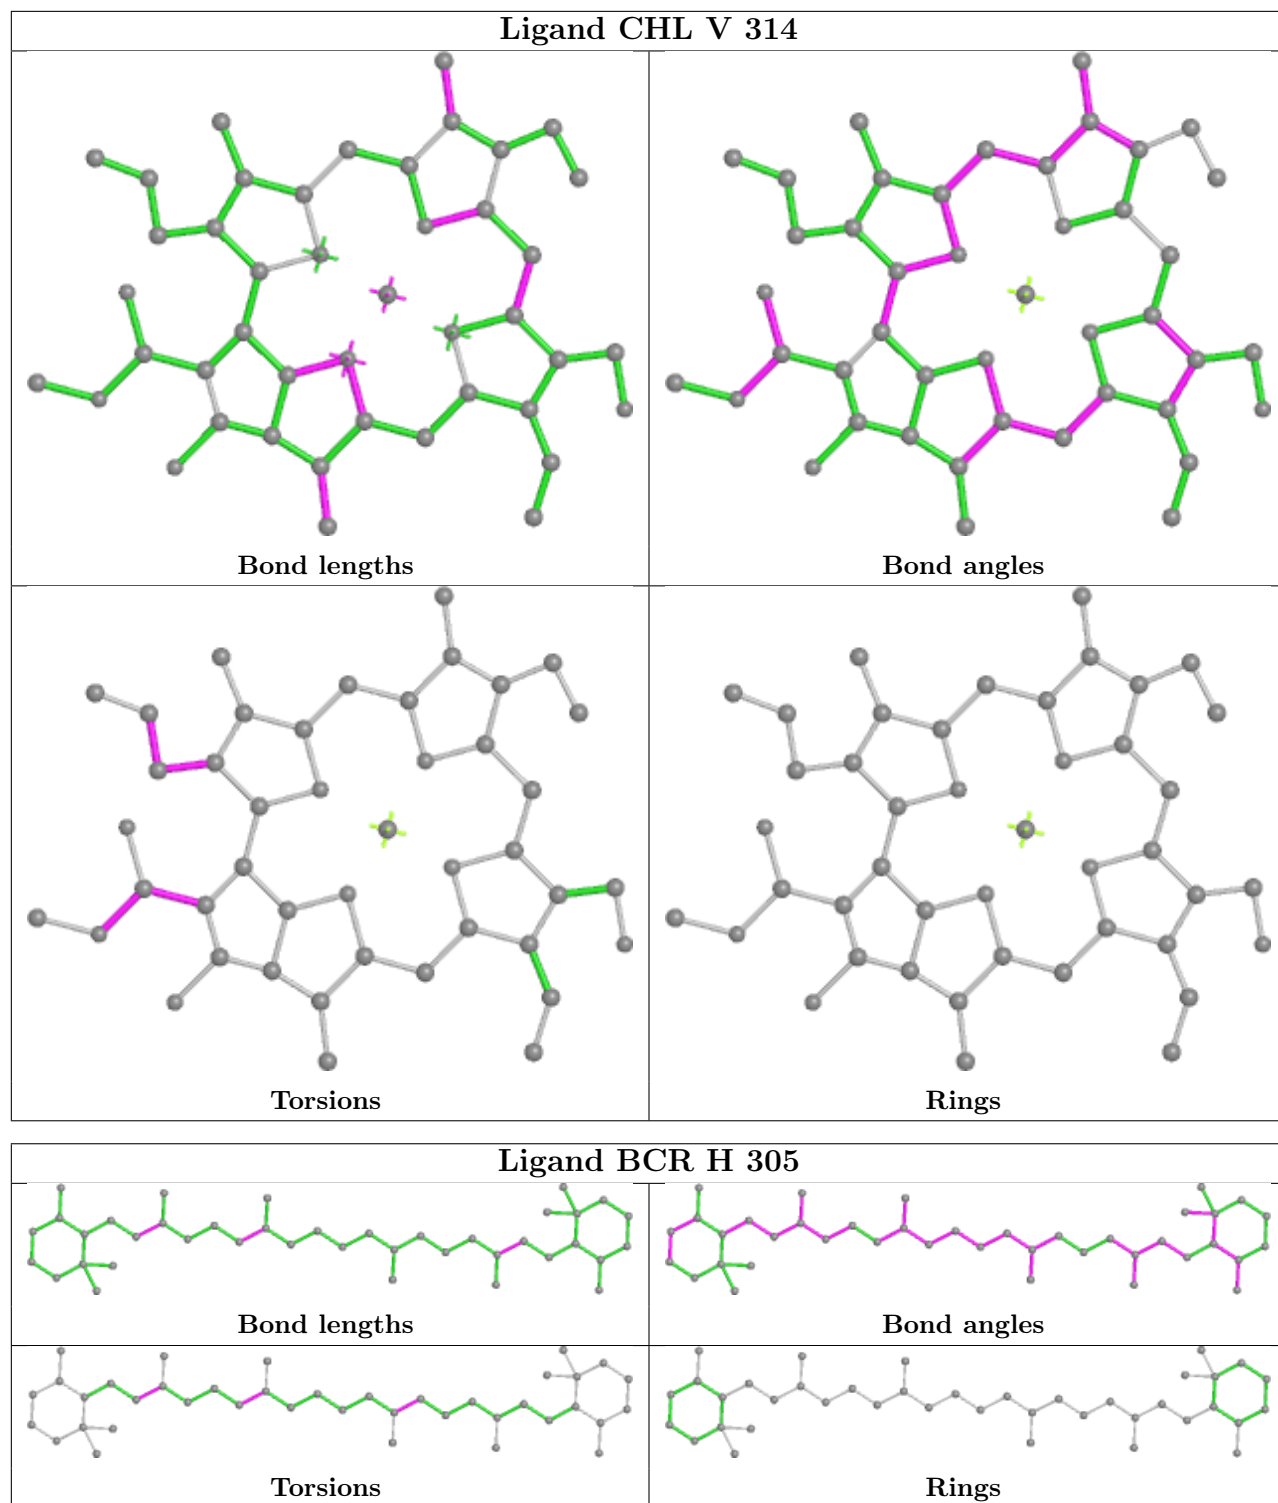 Ligand CHL V 314
Bond lengths
Bond angles
Torsions
Rings
Ligand BCR H 305
Bond lengths
Bond angles
Torsions
Rings